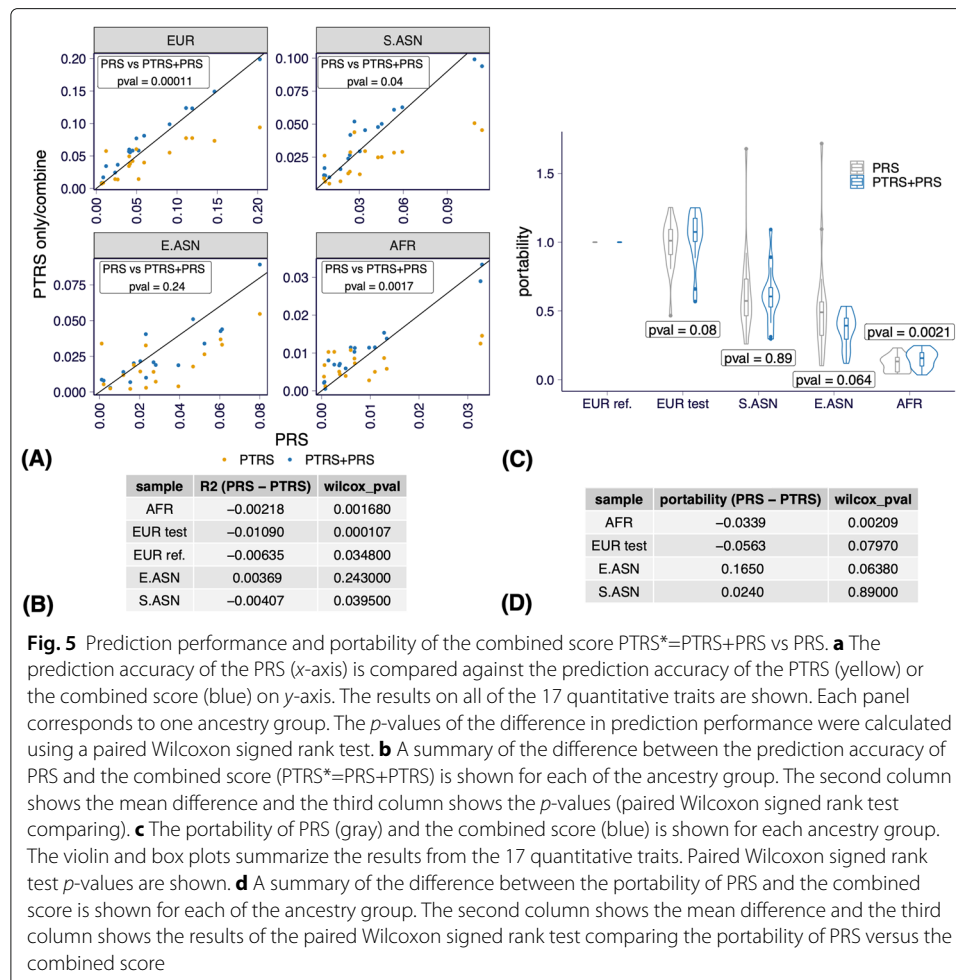 EUR
S.ASN
PRS vs PTRS+PRS
pval = 0.00011
PRS vs PTRS+PRS
pval = 0.04
0.20
0.15
0.10
0.05
0.00
0.100
0.075
0.050
0.025
0.00
0.05
0.10
0.15
0.20
0.03
0.06
0.09
E.ASN
AFR
PRS vs PTRS+PRS
pval = 0.24
PRS vs PTRS+PRS
pval = 0.0017
0.075
0.050
0.025
0.000
0.03
0.02
0.01
0.00
0.00
0.02
0.04
0.06
0.08
0.00
0.01
0.02
0.03
PTRS only/combine
PRS
PTRS
PTRS+PRS
(A)
portability
1.5
1.0
0.5
0.0
PRS
PTRS+PRS
pval = 0.08
pval = 0.89
pval = 0.064
0.0021
EUR ref.
EUR test
S.ASN
E.ASN
AFR
(C)
sample R2 (PRS − PTRS) wilcox_pval
AFR −0.00218 0.001680
EUR test −0.01090 0.000107
EUR ref. −0.00635 0.034800
E.ASN 0.00369 0.243000
S.ASN −0.00407 0.039500
(B)
sample portability (PRS − PTRS) wilcox_pval
AFR −0.0339 0.00209
EUR test −0.0563 0.07970
E.ASN 0.1650 0.06380
S.ASN 0.0240 0.89000
(D)
Fig. 5 Prediction performance and portability of the combined score PTRS*=PTRS+PRS vs PRS. a The
prediction accuracy of the PRS (x-axis) is compared against the prediction accuracy of the PTRS (yellow) or
the combined score (blue) on y-axis. The results on all of the 17 quantitative traits are shown. Each panel
corresponds to one ancestry group. The p-values of the difference in prediction performance were calculated
using a paired Wilcoxon signed rank test. b A summary of the difference between the prediction accuracy of
PRS and the combined score (PTRS*=PRS+PTRS) is shown for each of the ancestry group. The second column
shows the mean difference and the third column shows the p-values (paired Wilcoxon signed rank test
comparing). c The portability of PRS (gray) and the combined score (blue) is shown for each ancestry group.
The violin and box plots summarize the results from the 17 quantitative traits. Paired Wilcoxon signed rank
test p-values are shown. d A summary of the difference between the portability of PRS and the combined
score is shown for each of the ancestry group. The second column shows the mean difference and the third
column shows the results of the paired Wilcoxon signed rank test comparing the portability of PRS versus the
combined score